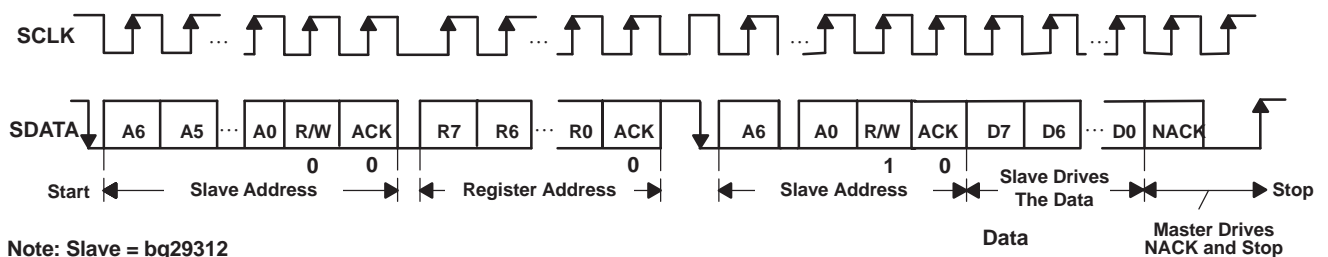 SCLK ... ... ... ...
SDATA A6 A5 ... A0 R/W ACK R7 R6 ... R0 ACK A6 A0 R/W ACK D7 D6 ... D0 NACK
0 0 0 1 0
Start Slave Address Register Address Slave Address Slave Drives The Data Stop
Data
Master Drives
NACK and Stop
Note: Slave = bq29312